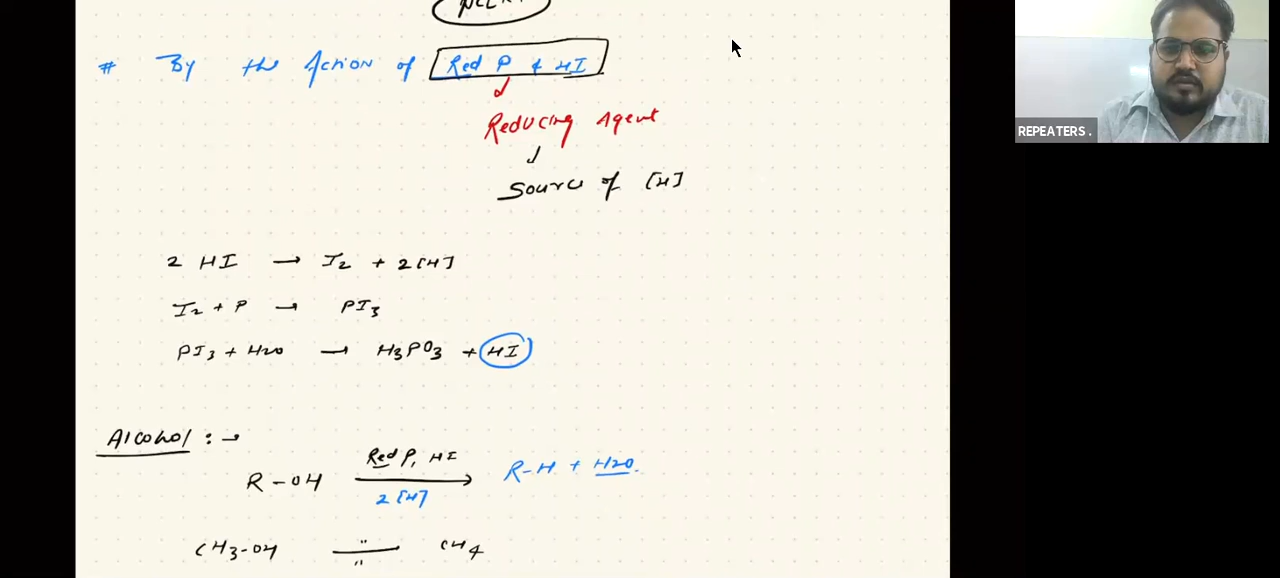 # By the Action of Red P & HI
Reducing Agent
Source of [H]
2 HI → I2 + 2[H]
I2 + P → PI3
PI3 + H2O → H3PO3 + HI
Alcohol : →
Red P, HI
R-OH → R-H + H2O.
2[H]
CH3-OH —"— CH4
"
REPEATERS .